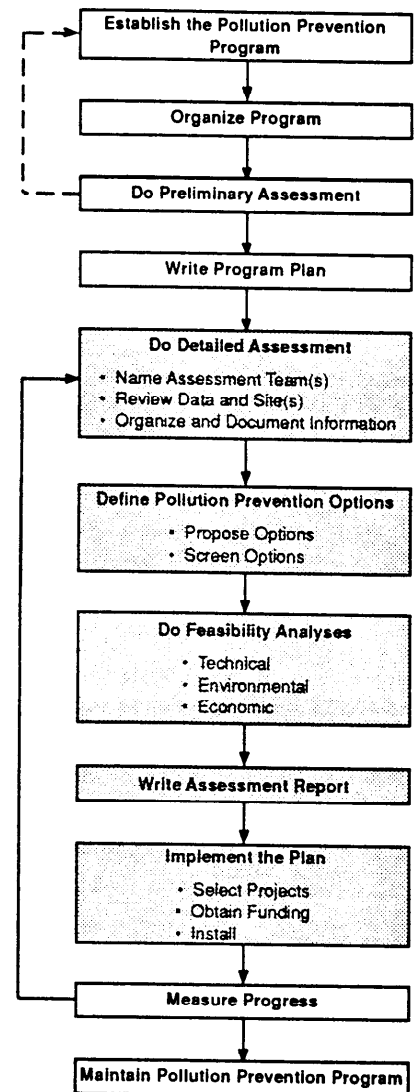 Establish the Pollution Prevention
Program
Organize Program
Do Preliminary Assessment
Write Program Plan
Do Detailed Assessment
• Name Assessment Team(s)
• Review Data and Site(s)
• Organize and Document Information
Define Pollution Prevention Options
• Propose Options
• Screen Options
Do Feasibility Analyses
• Technical
• Environmental
• Economic
Write Assessment Report
Implement the Plan
• Select Projects
• Obtain Funding
• Install
Measure Progress
Maintain Pollution Prevention Program